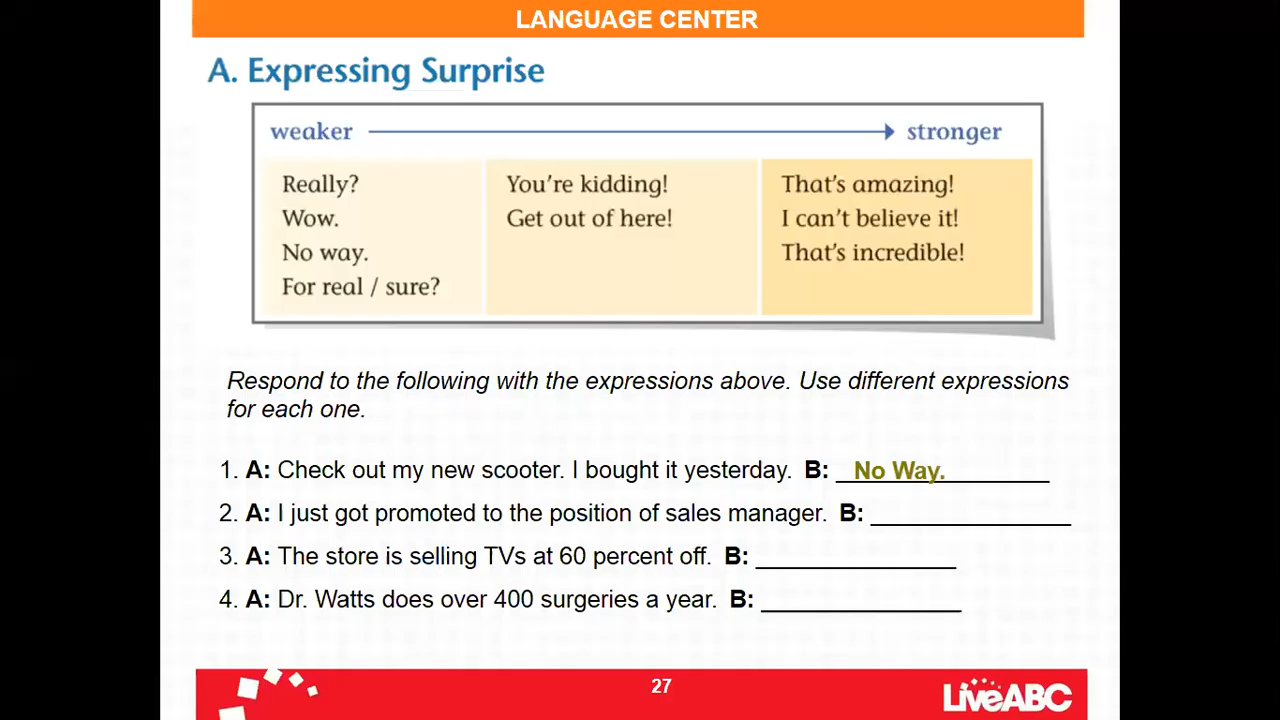 LANGUAGE CENTER
A. Expressing Surprise
weaker stronger
Really? You're kidding! That's amazing!
Wow. Get out of here! I can't believe it!
No way. That's incredible!
For real / sure?
Respond to the following with the expressions above. Use different expressions
for each one.
1. A: Check out my new scooter. I bought it yesterday. B: No Way.
2. A: I just got promoted to the position of sales manager. B:
3. A: The store is selling TVs at 60 percent off. B:
4. A: Dr. Watts does over 400 surgeries a year. B:
27
LiveABC